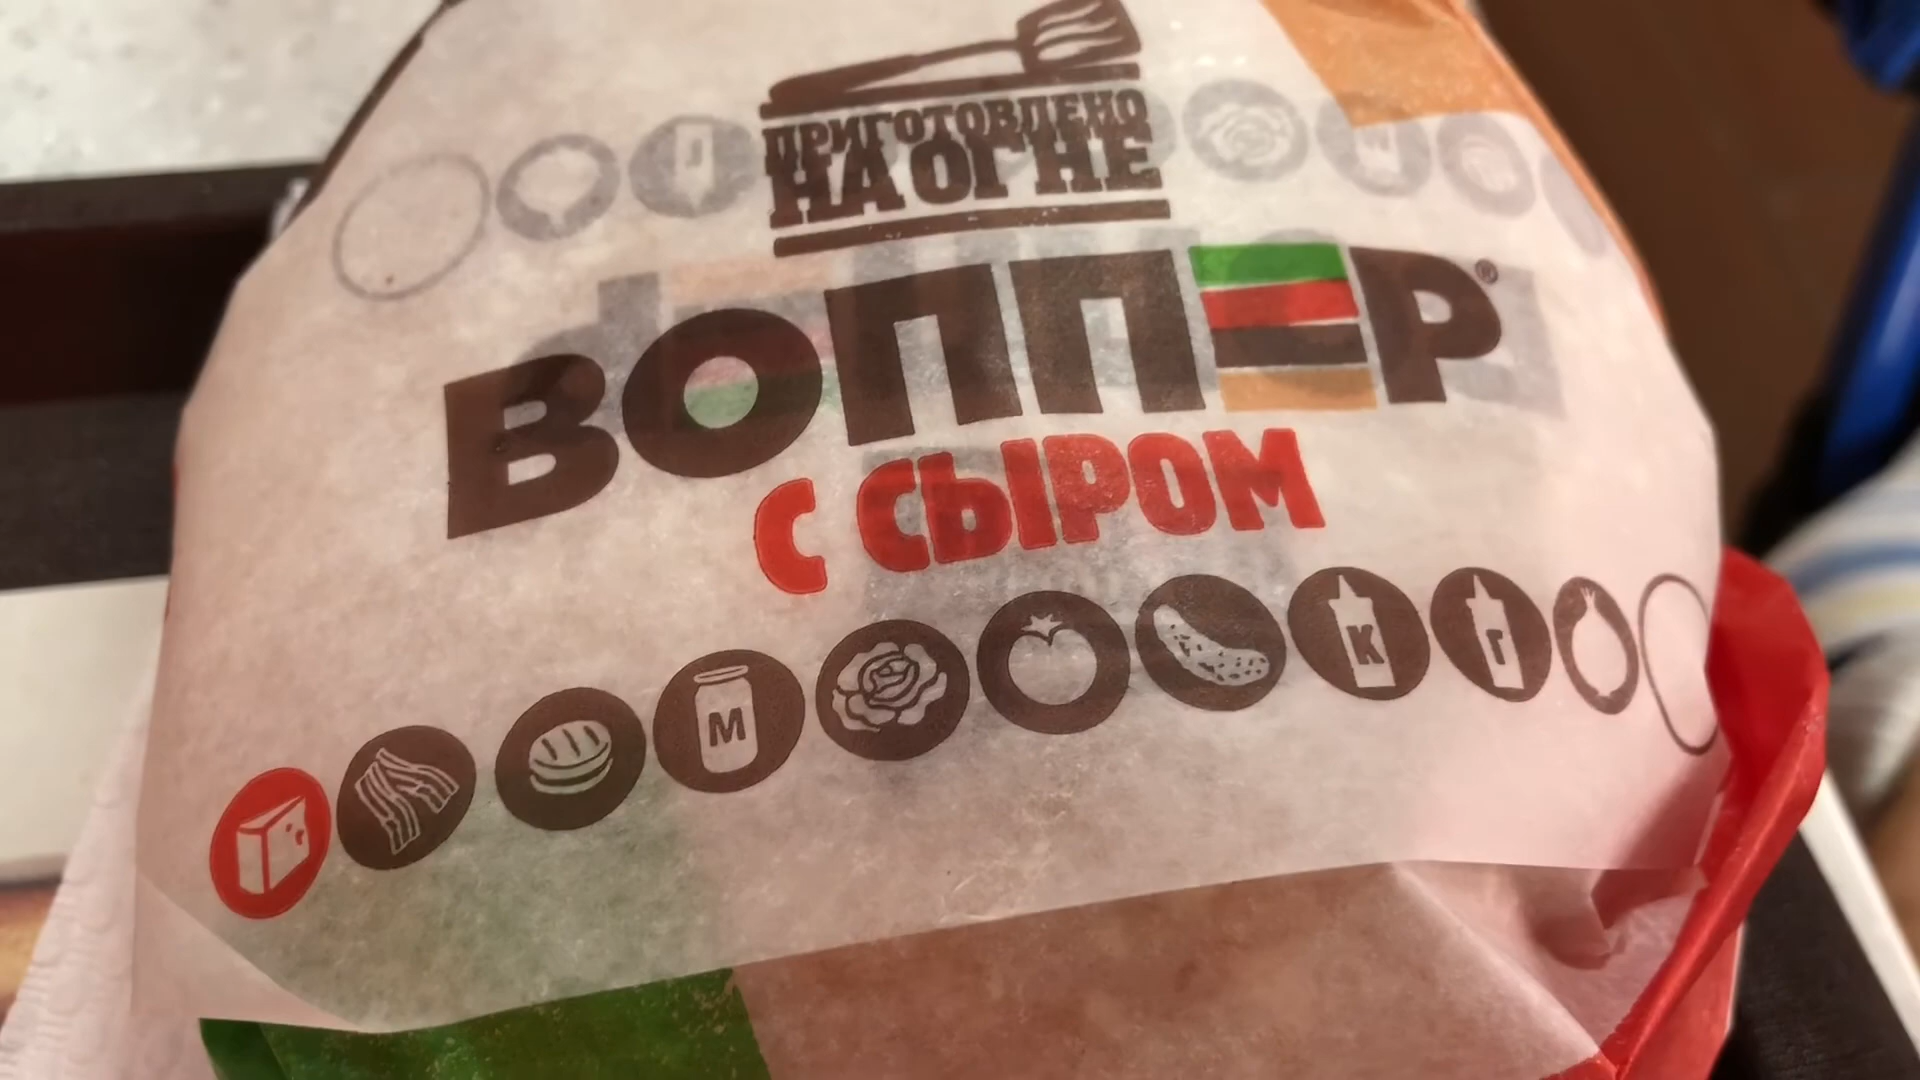 ПРИГОТОВЛЕНО
НА ОГНЕ
ВОППЕР®
С СЫРОМ
М К Г